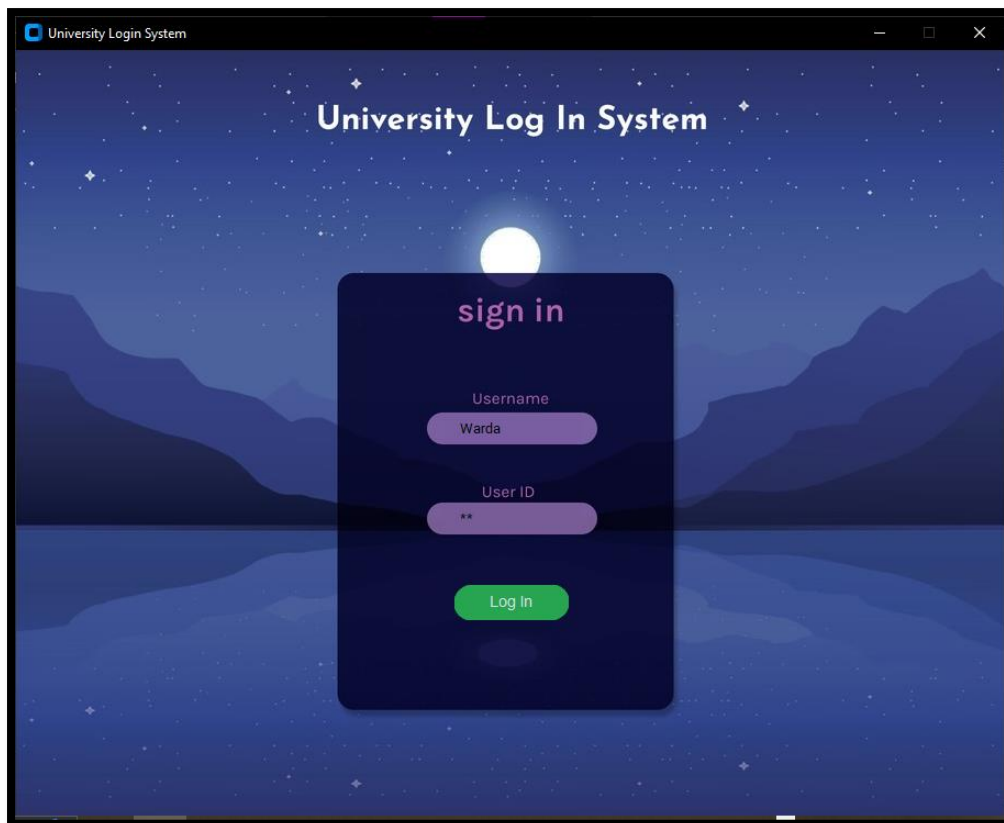 University Login System
University Log In System
sign in
Username
Warda
User ID
**
Log In